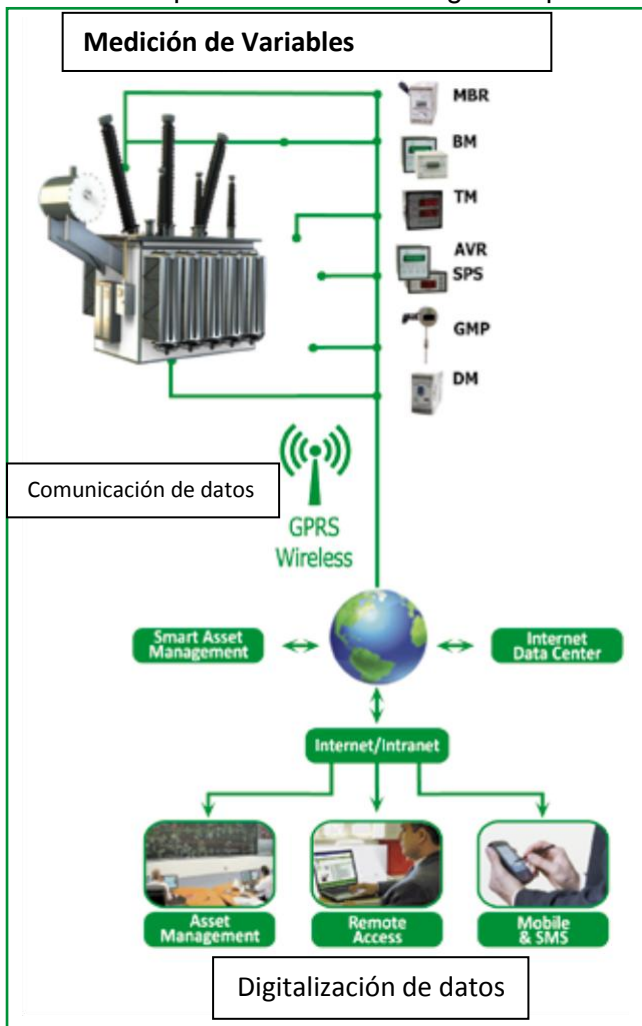 Medición de Variables
MBR
BM
TM
AVR
SPS
GMP
DM
Comunicación de datos
GPRS
Wireless
Smart Asset
Management
Internet
Data Center
Internet/Intranet
Asset
Management
Remote
Access
Mobile
& SMS
Digitalización de datos